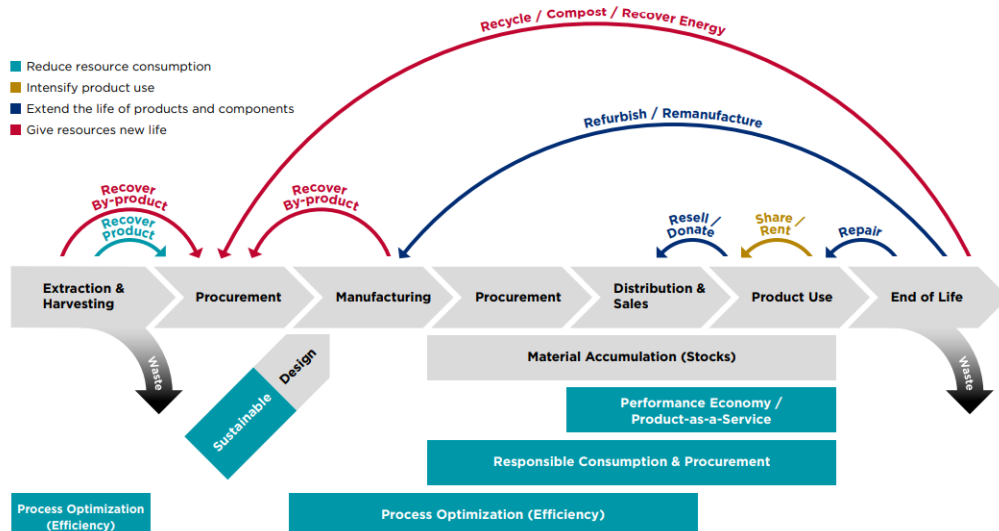 Recycle / Compost / Recover Energy
Reduce resource consumption
Intensify product use
Extend the life of products and components
Give resources new life
Refurbish / Remanufacture
Recover
By-product
Recover
Product
Recover
By-product
Resell /
Donate
Share /
Rent
Repair
Extraction &
Harvesting
Procurement
Manufacturing
Procurement
Distribution &
Sales
Product Use
End of Life
Waste
Sustainable
Design
Material Accumulation (Stocks)
Waste
Performance Economy /
Product-as-a-Service
Responsible Consumption & Procurement
Process Optimization
(Efficiency)
Process Optimization (Efficiency)